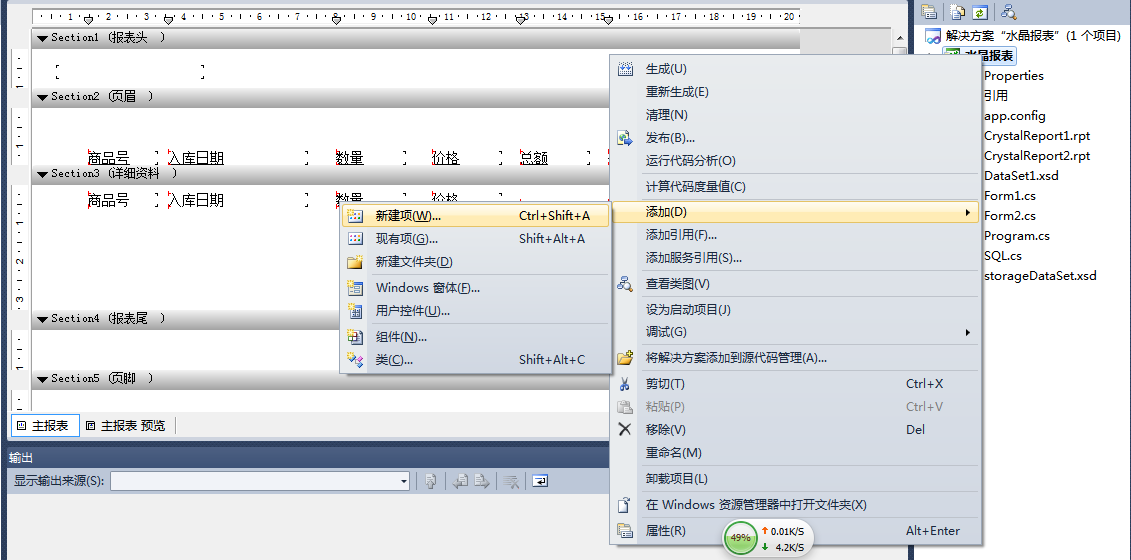 1 2 3 4 5 6 7 8 9 10 11 12 13 14 15 16 17 18 19 20
Section1 (报表头 )
Section2 (页眉 )
商品号 入库日期 数量 价格 总额
Section3 (详细资料 )
商品号 入库日期 数量 价格
Section4 (报表尾 )
Section5 (页脚 )
主报表 主报表 预览
输出
显示输出来源(S):
新建项(W)... Ctrl+Shift+A
现有项(G)... Shift+Alt+A
新建文件夹(D)
Windows 窗体(F)...
用户控件(U)...
组件(N)...
类(C)... Shift+Alt+C
生成(U)
重新生成(E)
清理(N)
发布(B)...
运行代码分析(O)
计算代码度量值(C)
添加(D)
添加引用(F)...
添加服务引用(S)...
查看类图(V)
设为启动项目(J)
调试(G)
将解决方案添加到源代码管理(A)...
剪切(T) Ctrl+X
粘贴(P) Ctrl+V
移除(V) Del
重命名(M)
卸载项目(L)
在 Windows 资源管理器中打开文件夹(X)
属性(R) Alt+Enter
49%
0.01K/S
4.2K/S
解决方案“水晶报表”(1 个项目)
水晶报表
Properties
引用
app.config
CrystalReport1.rpt
CrystalReport2.rpt
DataSet1.xsd
Form1.cs
Form2.cs
Program.cs
SQL.cs
storageDataSet.xsd